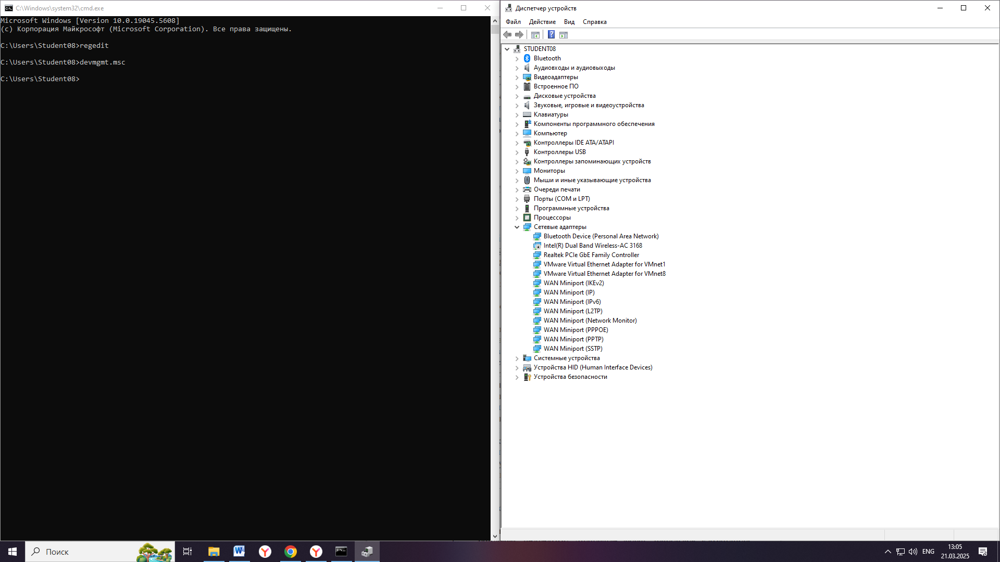 C:\Windows\system32\cmd.exe
Microsoft Windows [Version 10.0.19045.5608]
(c) Корпорация Майкрософт (Microsoft Corporation). Все права защищены.
C:\Users\Student08>regedit
C:\Users\Student08>devmgmt.msc
C:\Users\Student08>
Диспетчер устройств
Файл Действие Вид Справка
STUDENT08
Bluetooth
Аудиовходы и аудиовыходы
Видеоадаптеры
Встроенное ПО
Дисковые устройства
Звуковые, игровые и видеоустройства
Клавиатуры
Компоненты программного обеспечения
Компьютер
Контроллеры IDE ATA/ATAPI
Контроллеры USB
Контроллеры запоминающих устройств
Мониторы
Мыши и иные указывающие устройства
Очереди печати
Порты (COM и LPT)
Программные устройства
Процессоры
Сетевые адаптеры
Bluetooth Device (Personal Area Network)
Intel(R) Dual Band Wireless-AC 3168
Realtek PCIe GbE Family Controller
VMware Virtual Ethernet Adapter for VMnet1
VMware Virtual Ethernet Adapter for VMnet8
WAN Miniport (IKEv2)
WAN Miniport (IP)
WAN Miniport (IPv6)
WAN Miniport (L2TP)
WAN Miniport (Network Monitor)
WAN Miniport (PPPOE)
WAN Miniport (PPTP)
WAN Miniport (SSTP)
Системные устройства
Устройства HID (Human Interface Devices)
Устройства безопасности
Поиск
ENG
13:05
21.03.2025